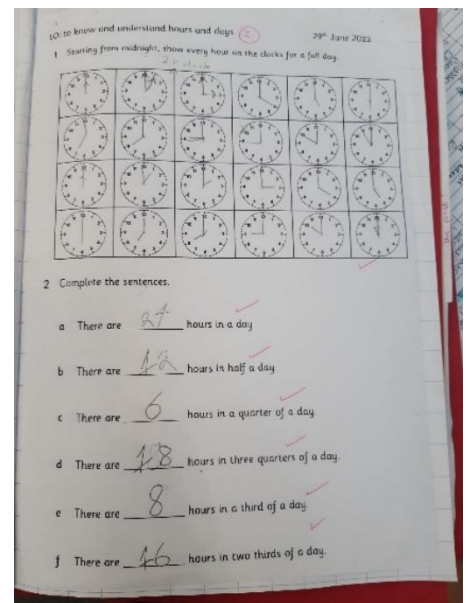 LO: to know and understand hours and days I
29th June 2022
1 Starting from midnight, show every hour on the clocks for a full day.
2 Complete the sentences.
a There are 24 hours in a day
b There are 12 hours in half a day
c There are 6 hours in a quarter of a day
d There are 18 hours in three quarters of a day.
e There are 8 hours in a third of a day
f There are 16 hours in two thirds of a day.